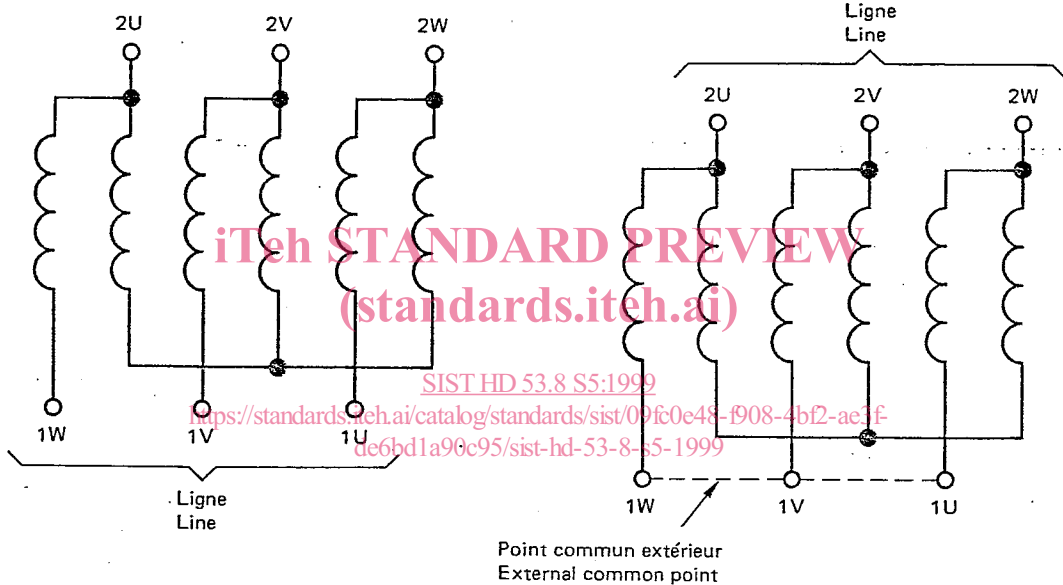 2U 2V 2W
1W 1V 1U
Ligne
Line
Ligne
Line
2U 2V 2W
1W 1V 1U
Point commun extérieur
External common point
iTeh STANDARD PREVIEW
(standards.iteh.ai)
SIST HD 53.8 S5:1999
https://standards.iteh.ai/catalog/standards/sist/09fc0e48-f908-4bf2-ae3f-
de6bd1a90c95/sist-hd-53-8-s5-1999